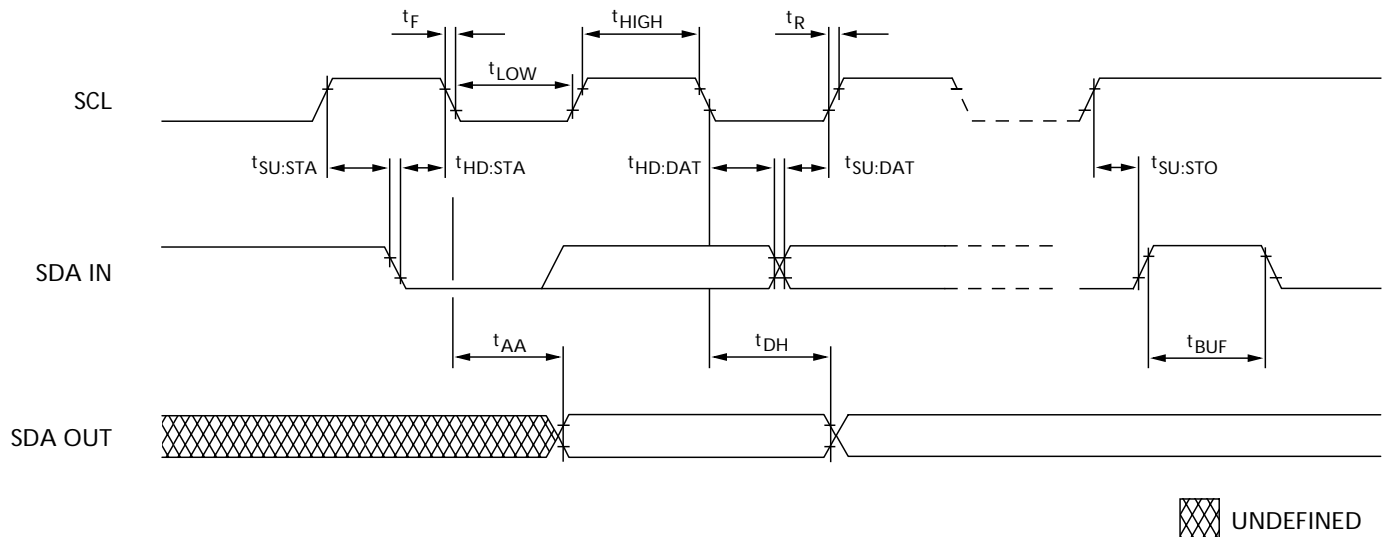 tF
tHIGH
tR
tLOW
SCL
tSU:STA
tHD:STA
tHD:DAT
tSU:DAT
tSU:STO
SDA IN
tAA
tDH
tBUF
SDA OUT
UNDEFINED